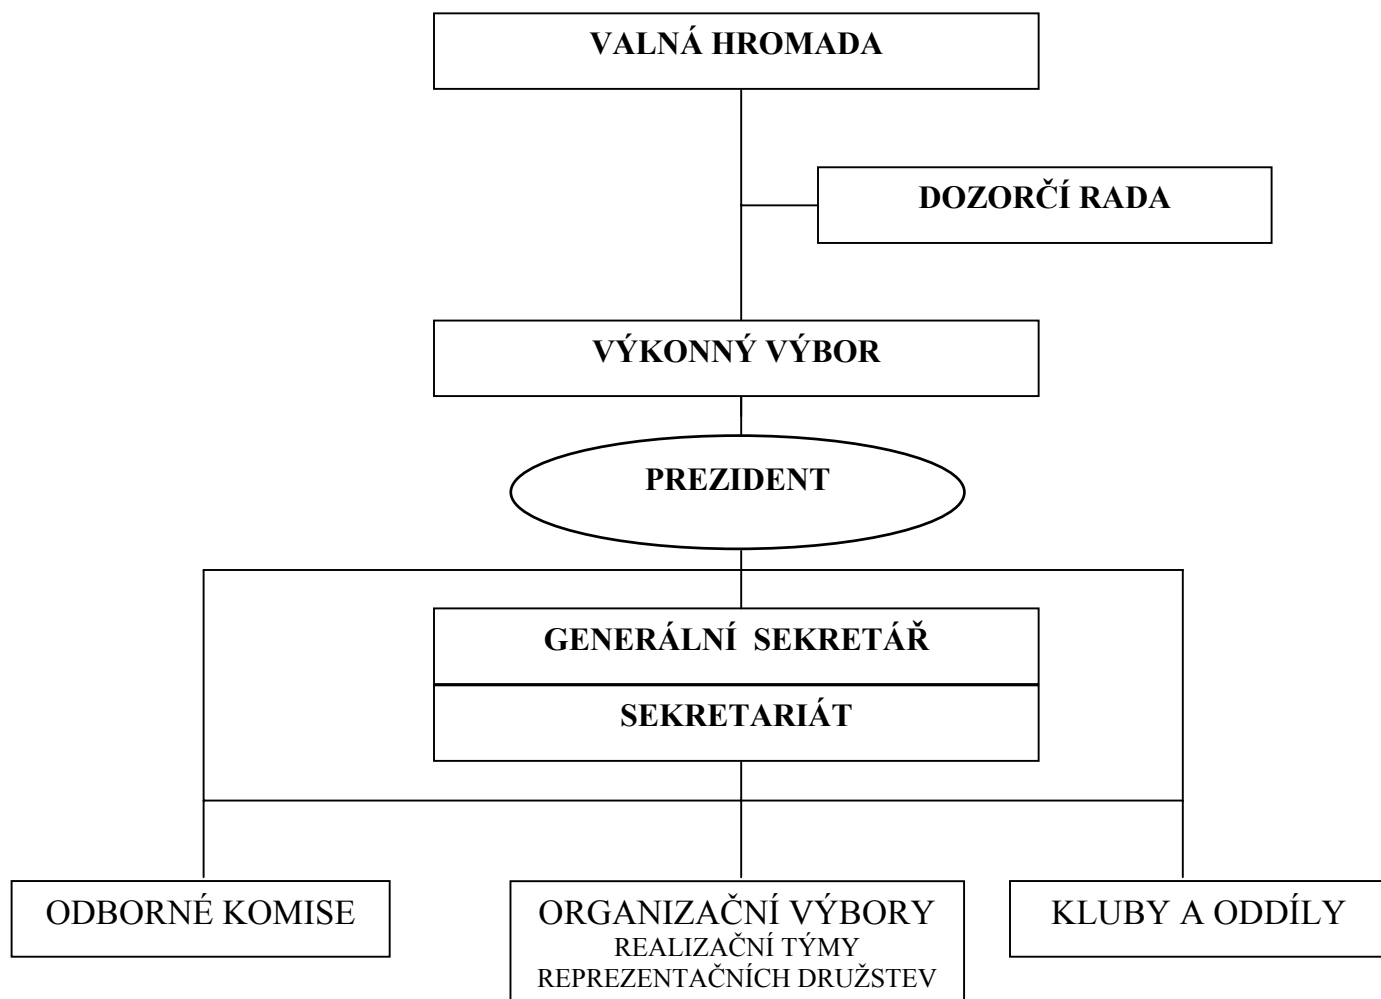 VALNÁ HROMADA
DOZORČÍ RADA
VÝKONNÝ VÝBOR
PREZIDENT
GENERÁLNÍ SEKRETÁŘ
SEKRETARIÁT
ODBORNÉ KOMISE
ORGANIZAČNÍ VÝBORY
REALIZAČNÍ TÝMY
REPREZENTAČNÍCH DRUŽSTEV
KLUBY A ODDÍLY